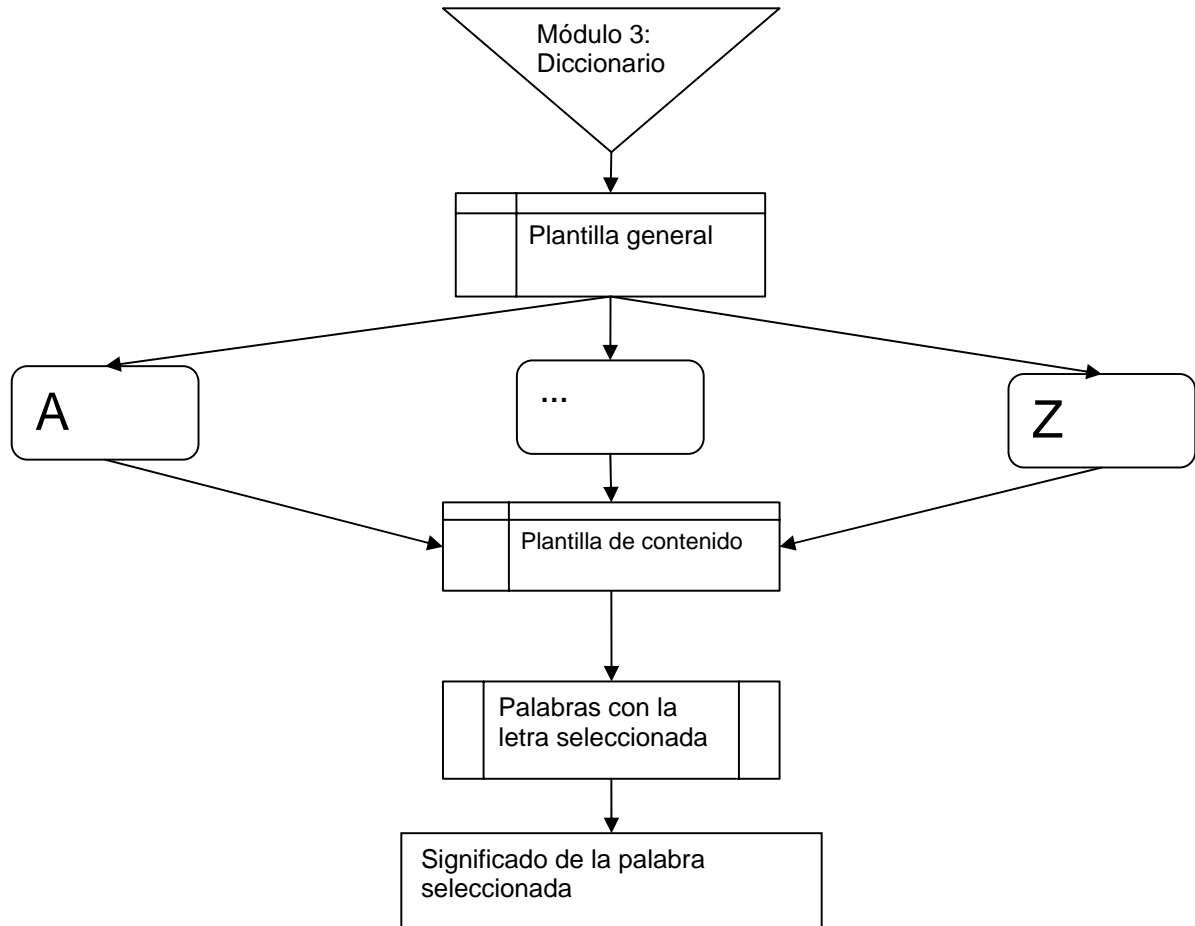 Módulo 3:
Diccionario
Plantilla general
A
...
Z
Plantilla de contenido
Palabras con la
letra seleccionada
Significado de la palabra
seleccionada